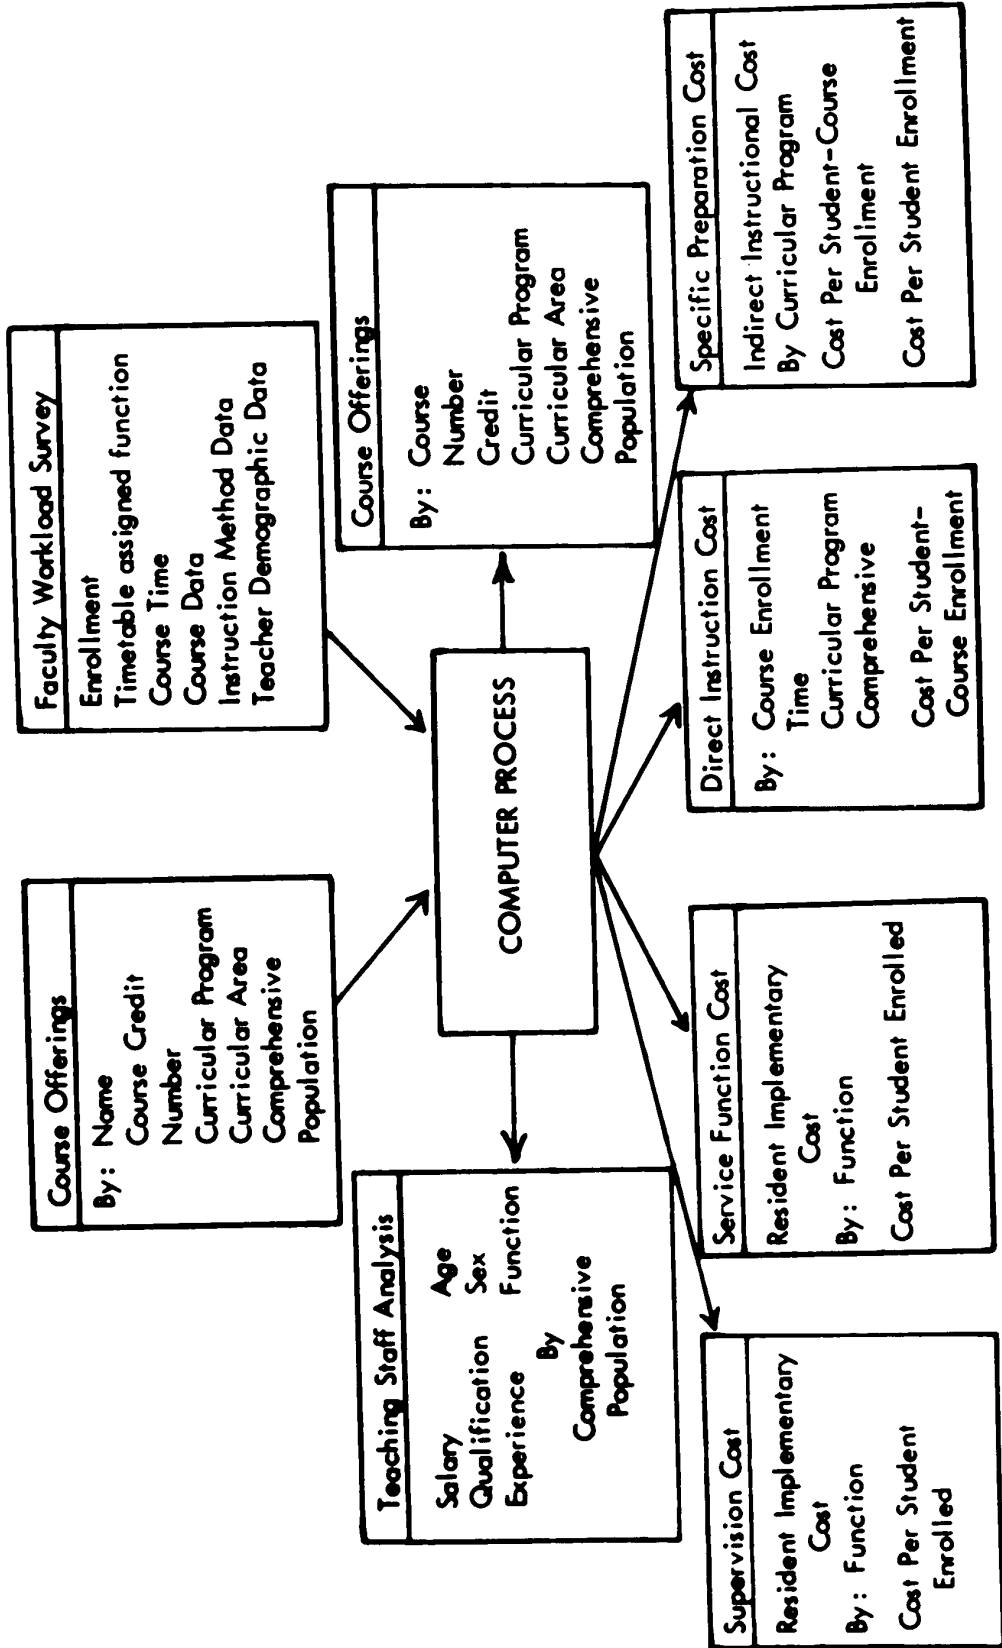 Course Offerings
By: Name
Course Credit
Number
Curricular Program
Curricular Area
Comprehensive
Population
Faculty Workload Survey
Enrollment
Timetable assigned function
Course Time
Course Data
Instruction Method Data
Teacher Demographic Data
Teaching Staff Analysis
Salary Age
Qualification Sex
Experience Function
By
Comprehensive
Population
COMPUTER PROCESS
Course Offerings
By: Course
Number
Credit
Curricular Program
Curricular Area
Comprehensive
Population
Supervision Cost
Resident Implementary
Cost
By: Function
Cost Per Student
Enrolled
Service Function Cost
Resident Implementary
Cost
By: Function
Cost Per Student Enrolled
Direct Instruction Cost
By: Course Enrollment
Time
Curricular Program
Comprehensive
Cost Per Student-
Course Enrollment
Specific Preparation Cost
Indirect Instructional Cost
By Curricular Program
Cost Per Student-Course
Enrollment
Cost Per Student Enrollment